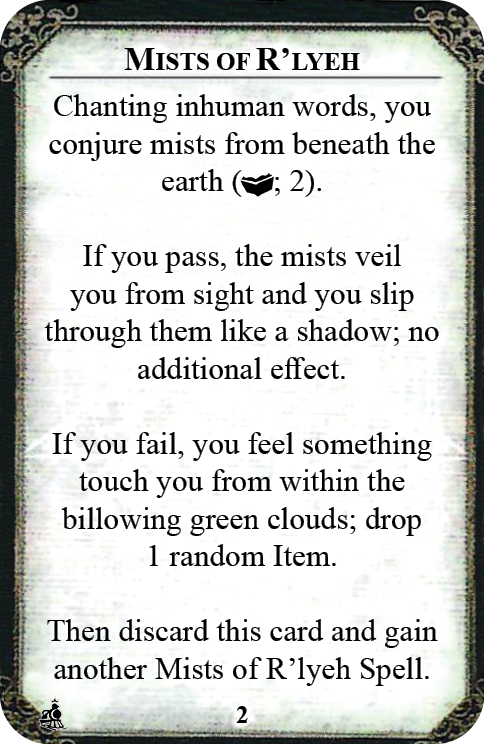 MISTS OF R’LYEH
Chanting inhuman words, you
conjure mists from beneath the
earth (; 2).
If you pass, the mists veil
you from sight and you slip
through them like a shadow; no
additional effect.
If you fail, you feel something
touch you from within the
billowing green clouds; drop
1 random Item.
Then discard this card and gain
another Mists of R’lyeh Spell.
2